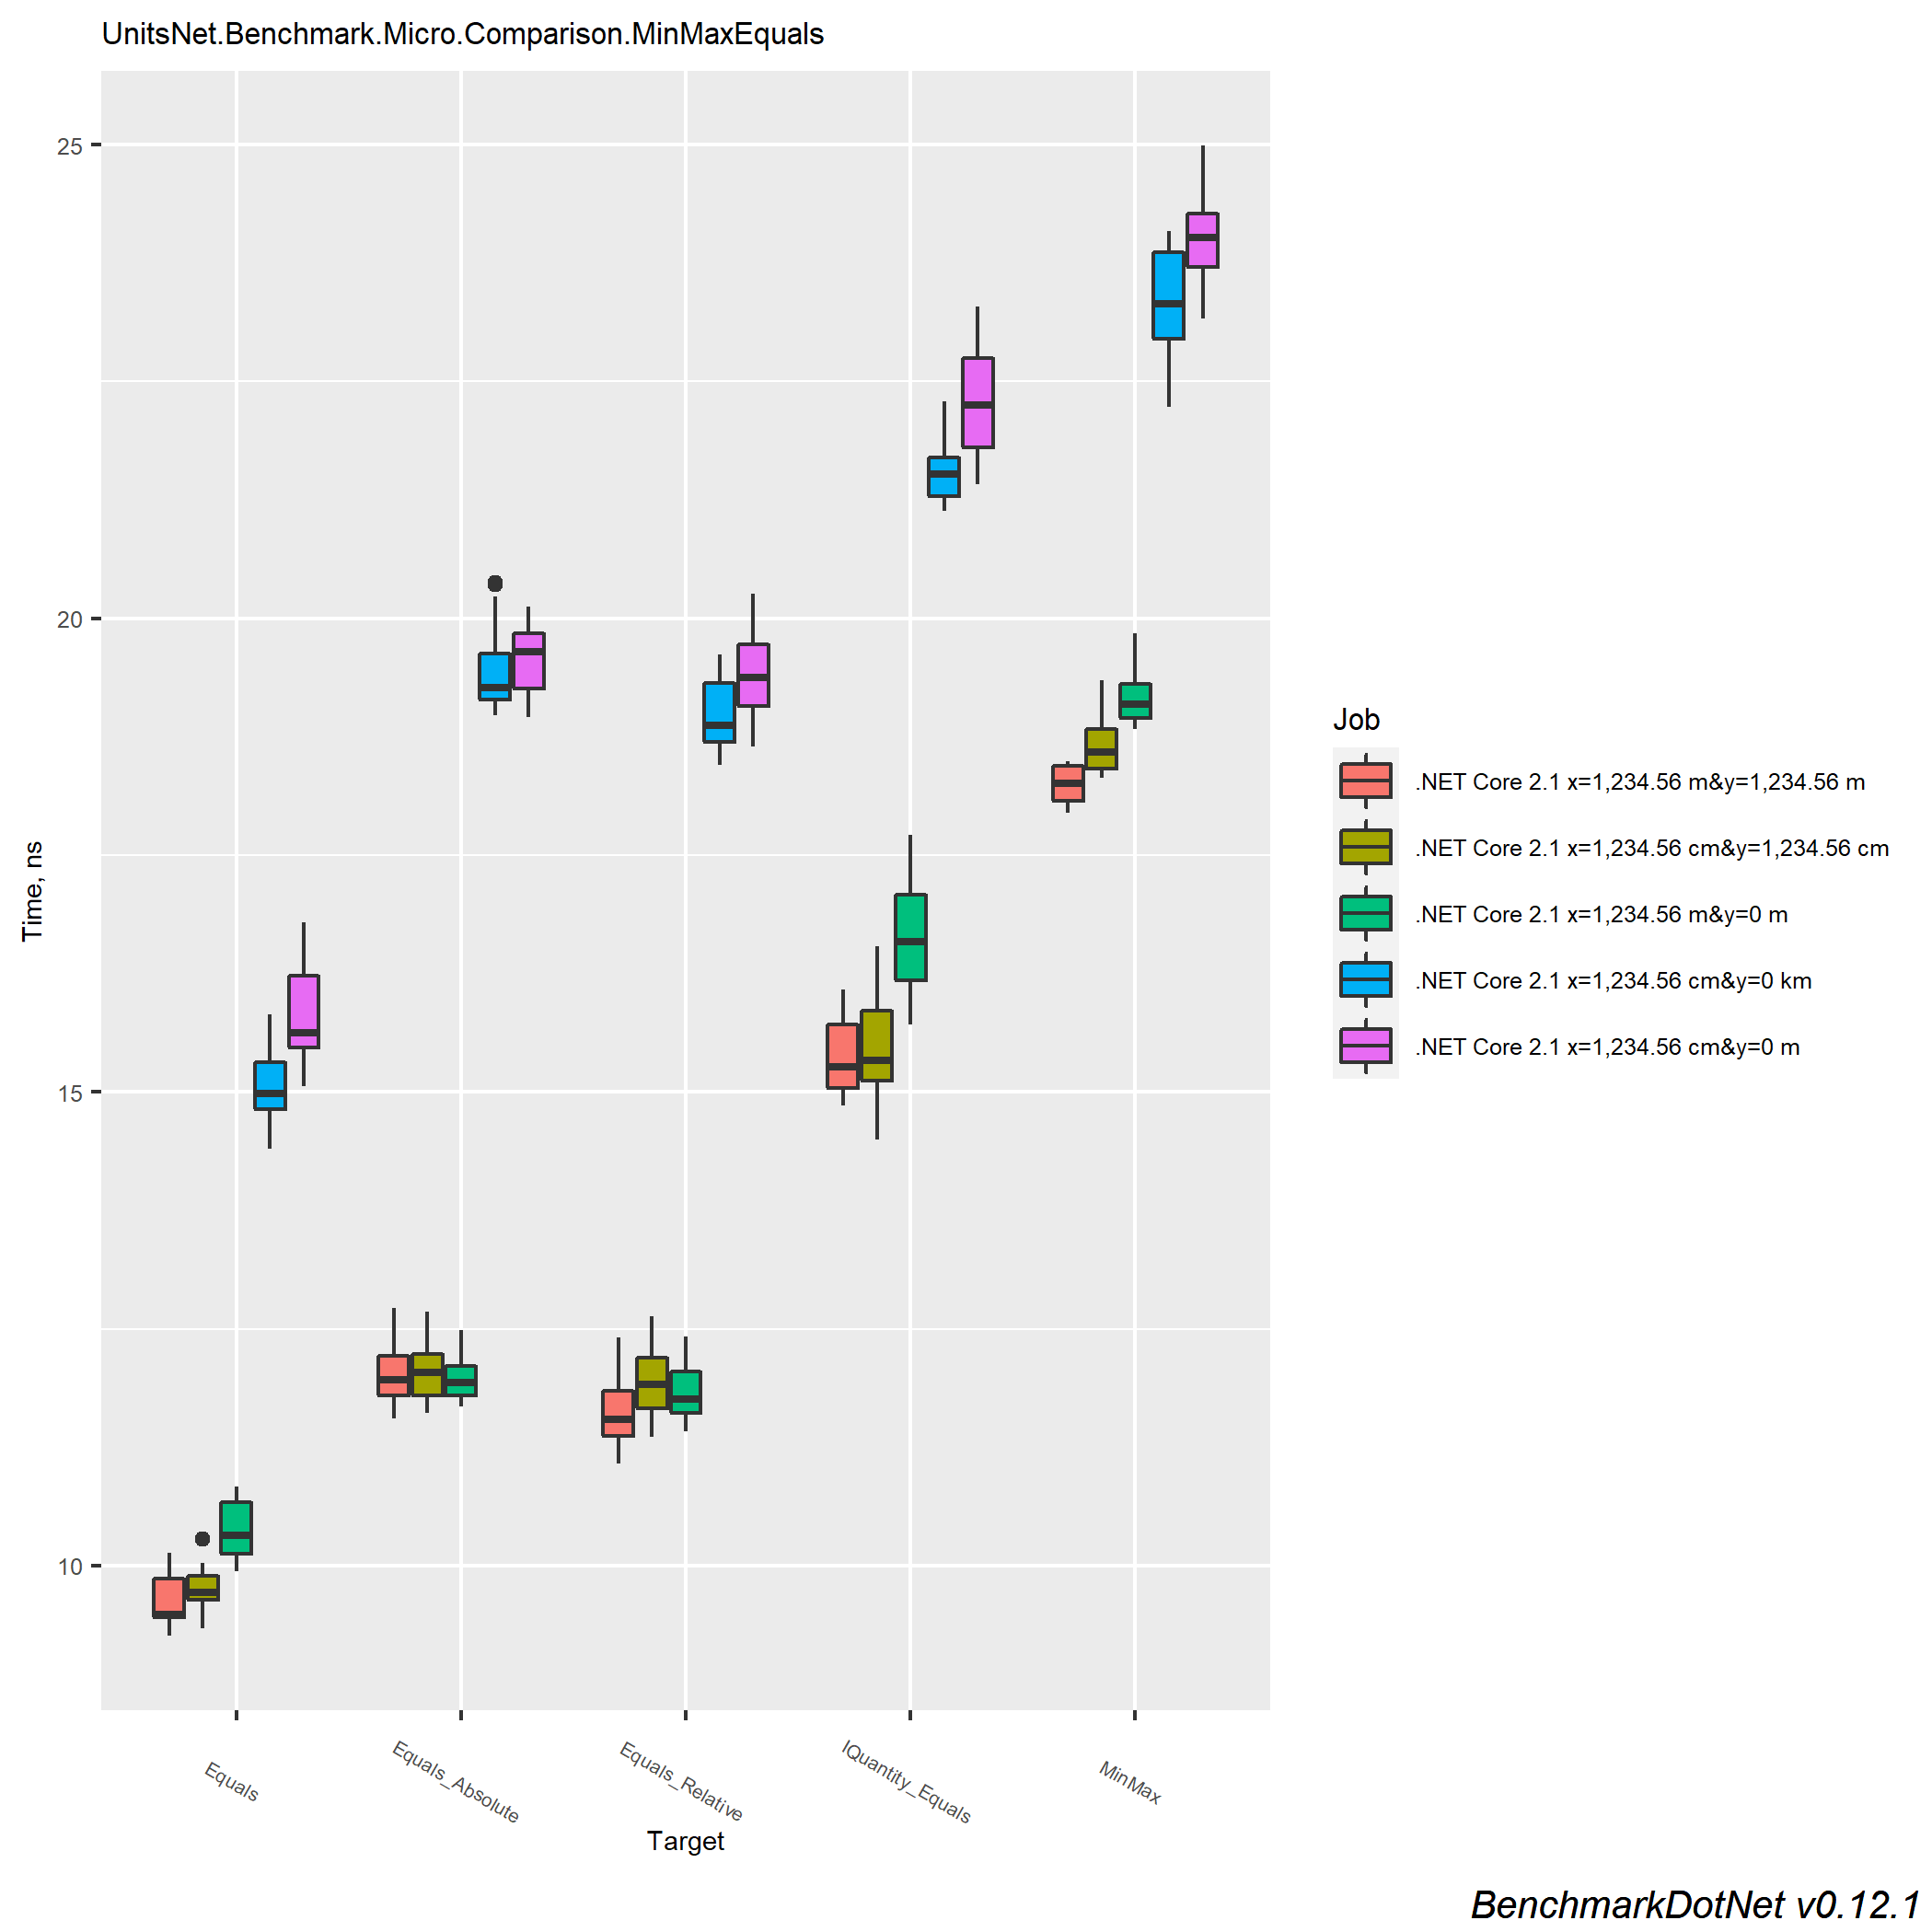 UnitsNet.Benchmark.Micro.Comparison.MinMaxEquals
25
20
15
10
Time, ns
Equals
Equals_Absolute
Equals_Relative
IQuantity_Equals
MinMax
Target
Job
.NET Core 2.1 x=1,234.56 m&y=1,234.56 m
.NET Core 2.1 x=1,234.56 cm&y=1,234.56 cm
.NET Core 2.1 x=1,234.56 m&y=0 m
.NET Core 2.1 x=1,234.56 cm&y=0 km
.NET Core 2.1 x=1,234.56 cm&y=0 m
BenchmarkDotNet v0.12.1